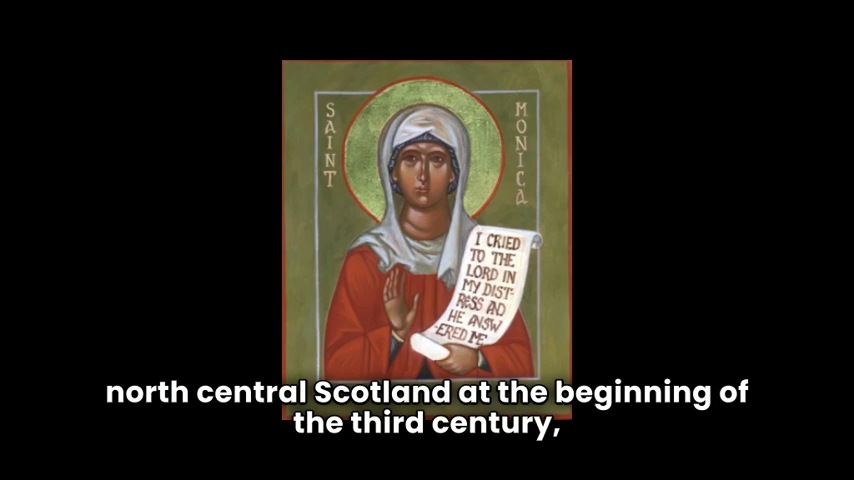 SAINT
MONICA
I CRIED
TO THE
LORD IN
MY DIST-
RESS AND
HE ANSW
-ERED ME
north central Scotland at the beginning of
the third century,